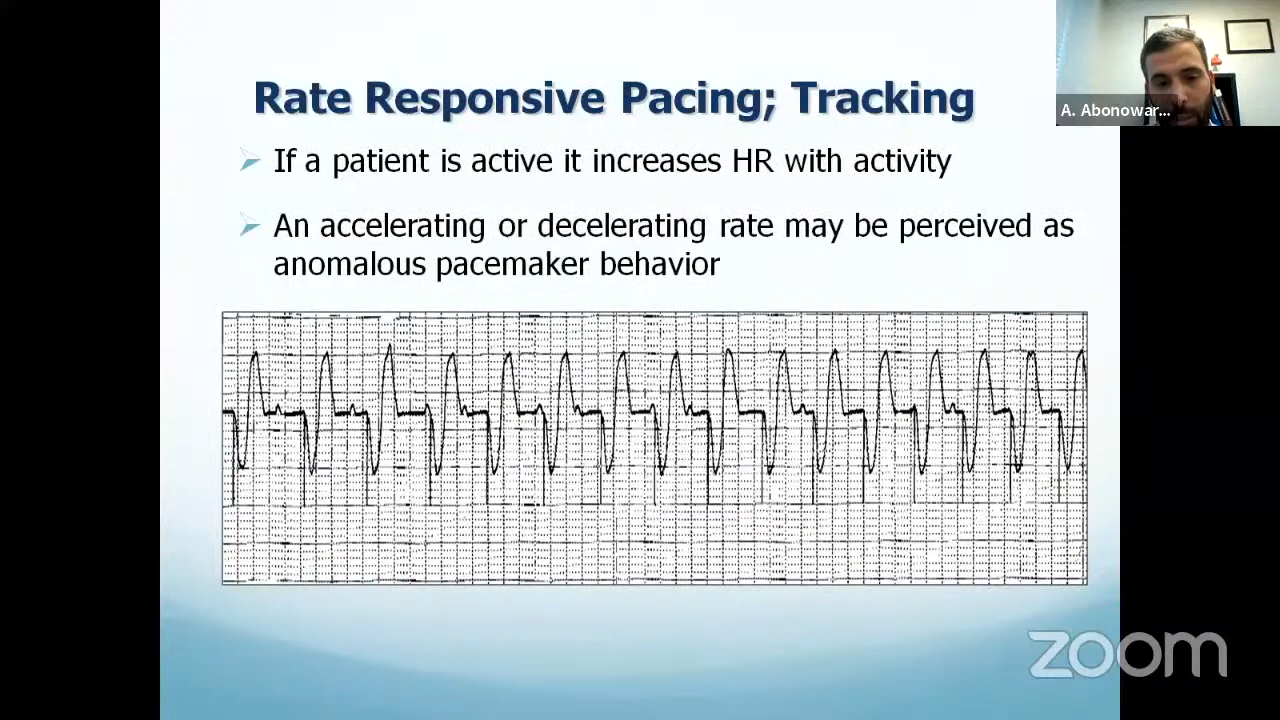 Rate Responsive Pacing; Tracking
A. Abonowar...
If a patient is active it increases HR with activity
An accelerating or decelerating rate may be perceived as
anomalous pacemaker behavior
zoom